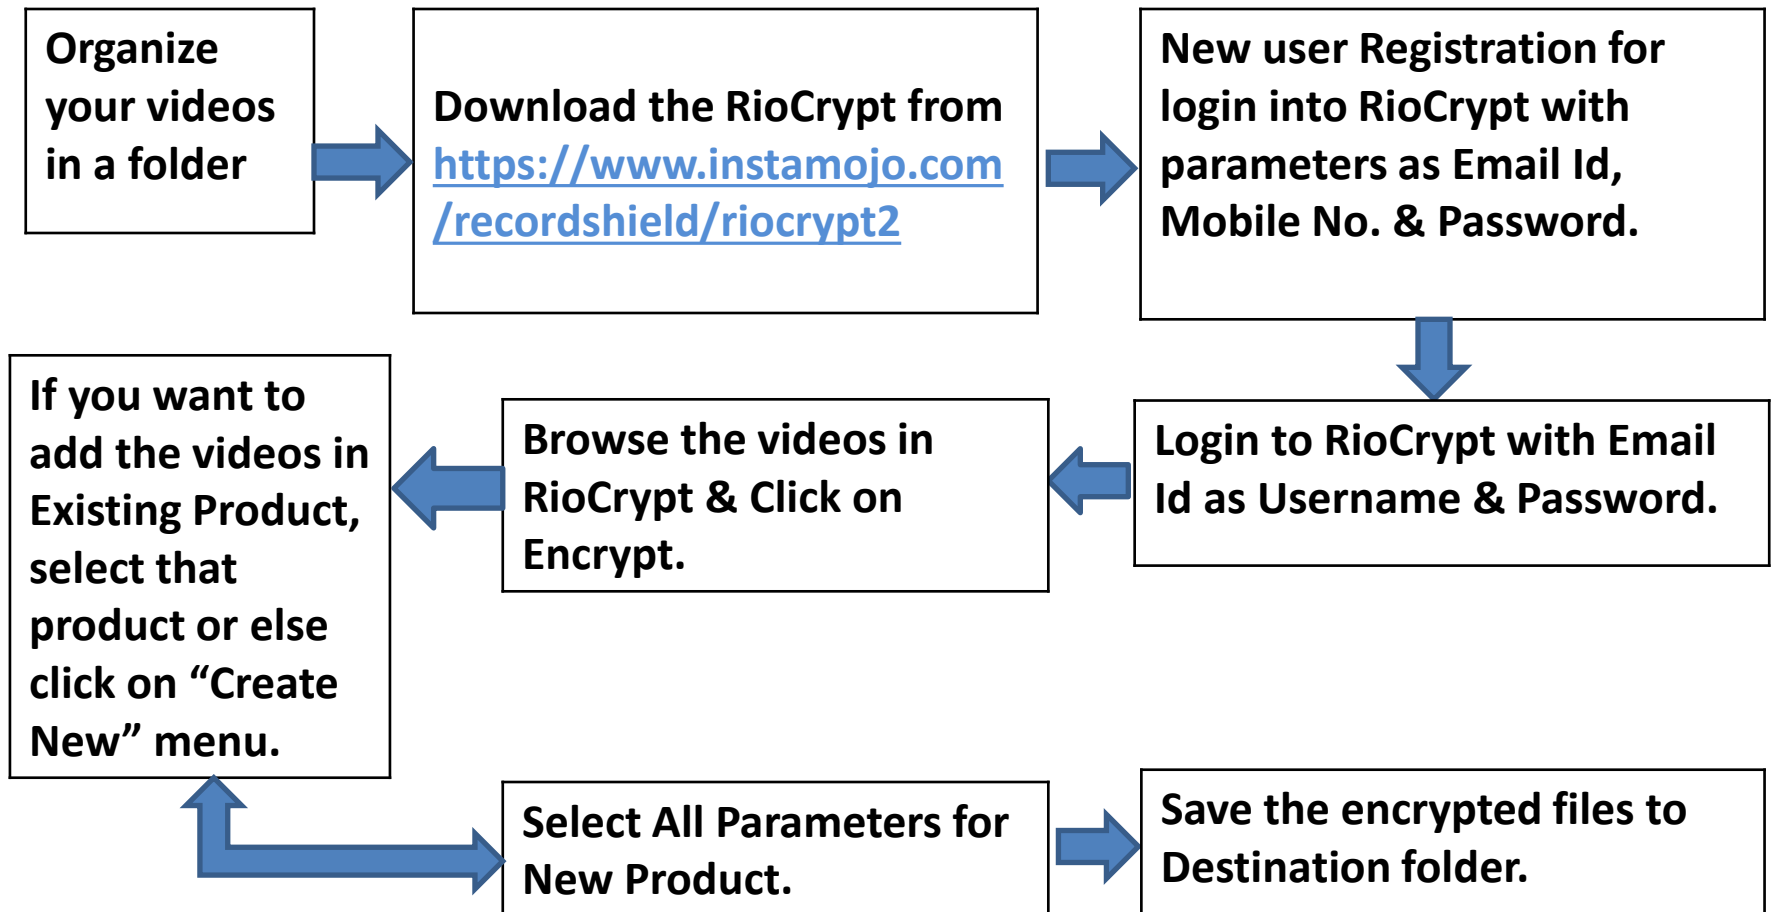 Organize
your videos
in a folder
Download the RioCrypt from
https://www.instamojo.com
/recordshield/riocrypt2
New user Registration for
login into RioCrypt with
parameters as Email Id,
Mobile No. & Password.
Login to RioCrypt with Email
Id as Username & Password.
Browse the videos in
RioCrypt & Click on
Encrypt.
If you want to
add the videos in
Existing Product,
select that
product or else
click on “Create
New” menu.
Select All Parameters for
New Product.
Save the encrypted files to
Destination folder.